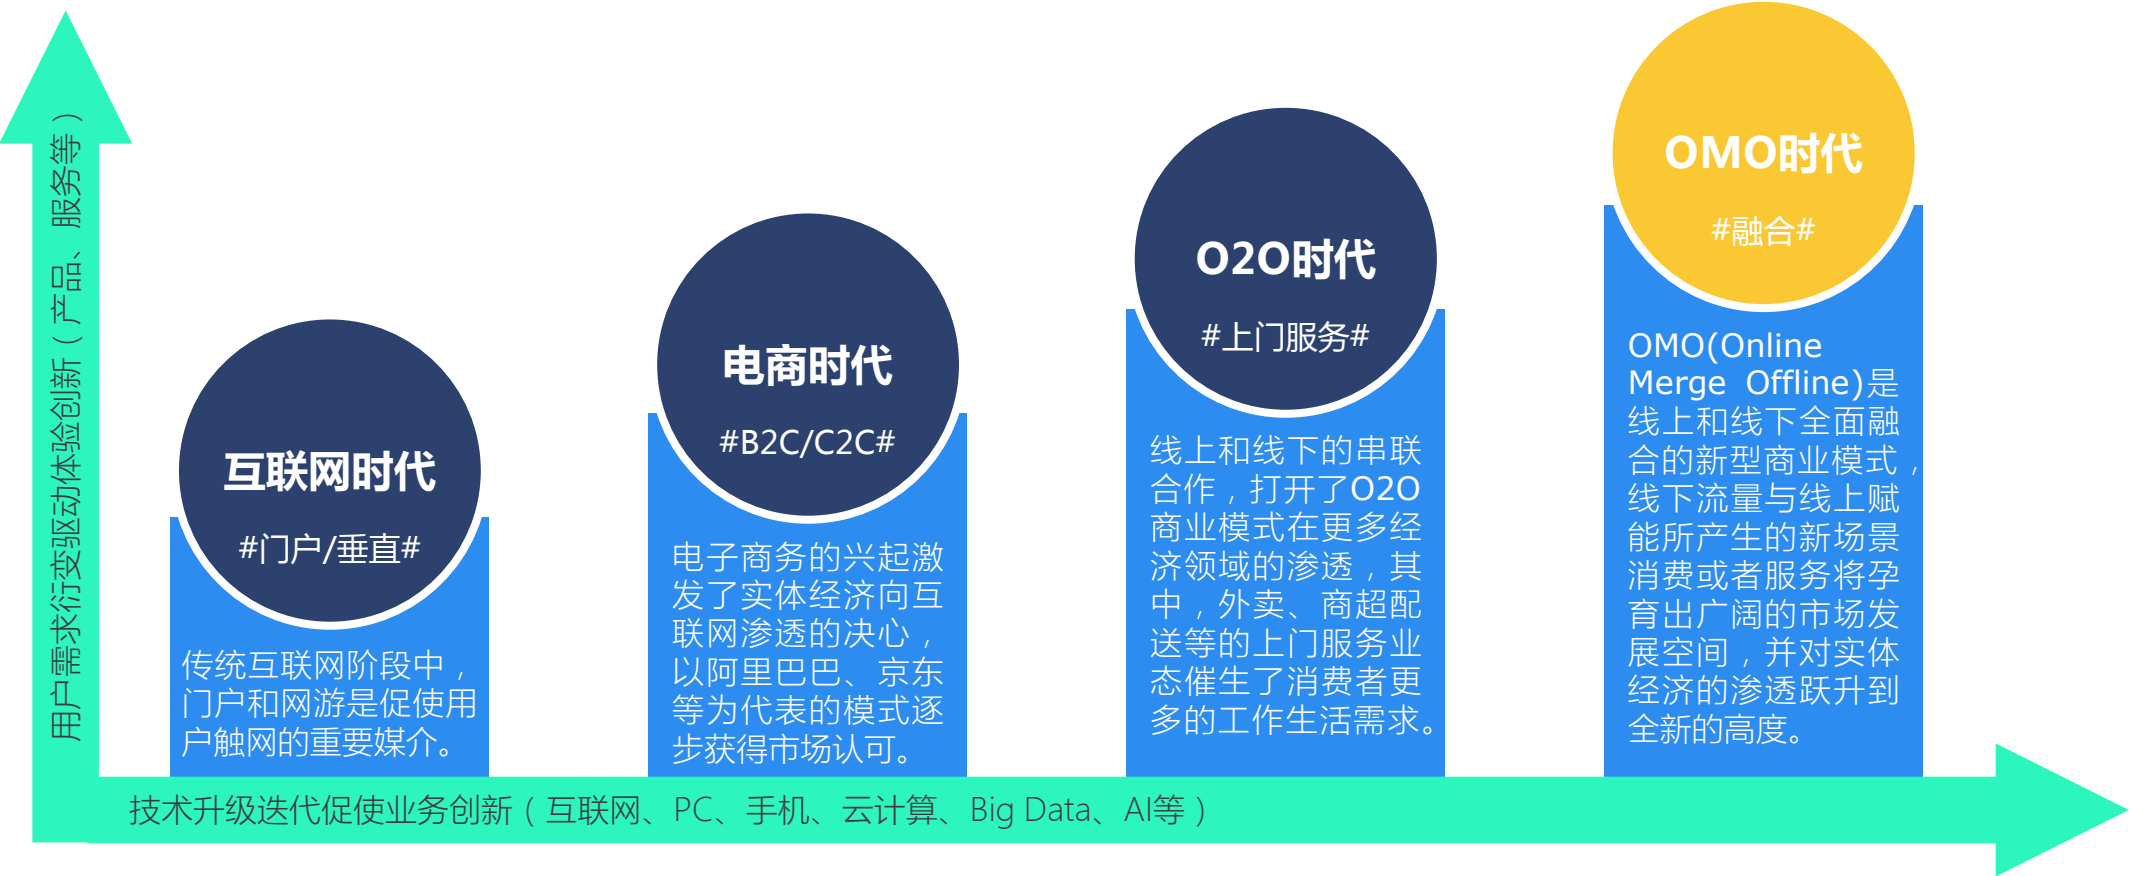 用户需求衍变驱动体验创新（产品、服务等）
互联网时代
#门户/垂直#
传统互联网阶段中，
门户和网游是促使用
户触网的重要媒介。
电商时代
#B2C/C2C#
电子商务的兴起激
发了实体经济向互
联网渗透的决心，
以阿里巴巴、京东
等为代表的模式逐
步获得市场认可。
O2O时代
#上门服务#
线上和线下的串联
合作，打开了O2O
商业模式在更多经
济领域的渗透，其
中，外卖、商超配
送等的上门服务业
态催生了消费者更
多的工作生活需求。
OMO时代
#融合#
OMO(Online
Merge Offline)是
线上和线下全面融
合的新型商业模式，
线下流量与线上赋
能所产生的新场景
消费或者服务将孕
育出广阔的市场发
展空间，并对实体
经济的渗透跃升到
全新的高度。
技术升级迭代促使业务创新（互联网、PC、手机、云计算、Big Data、AI等）